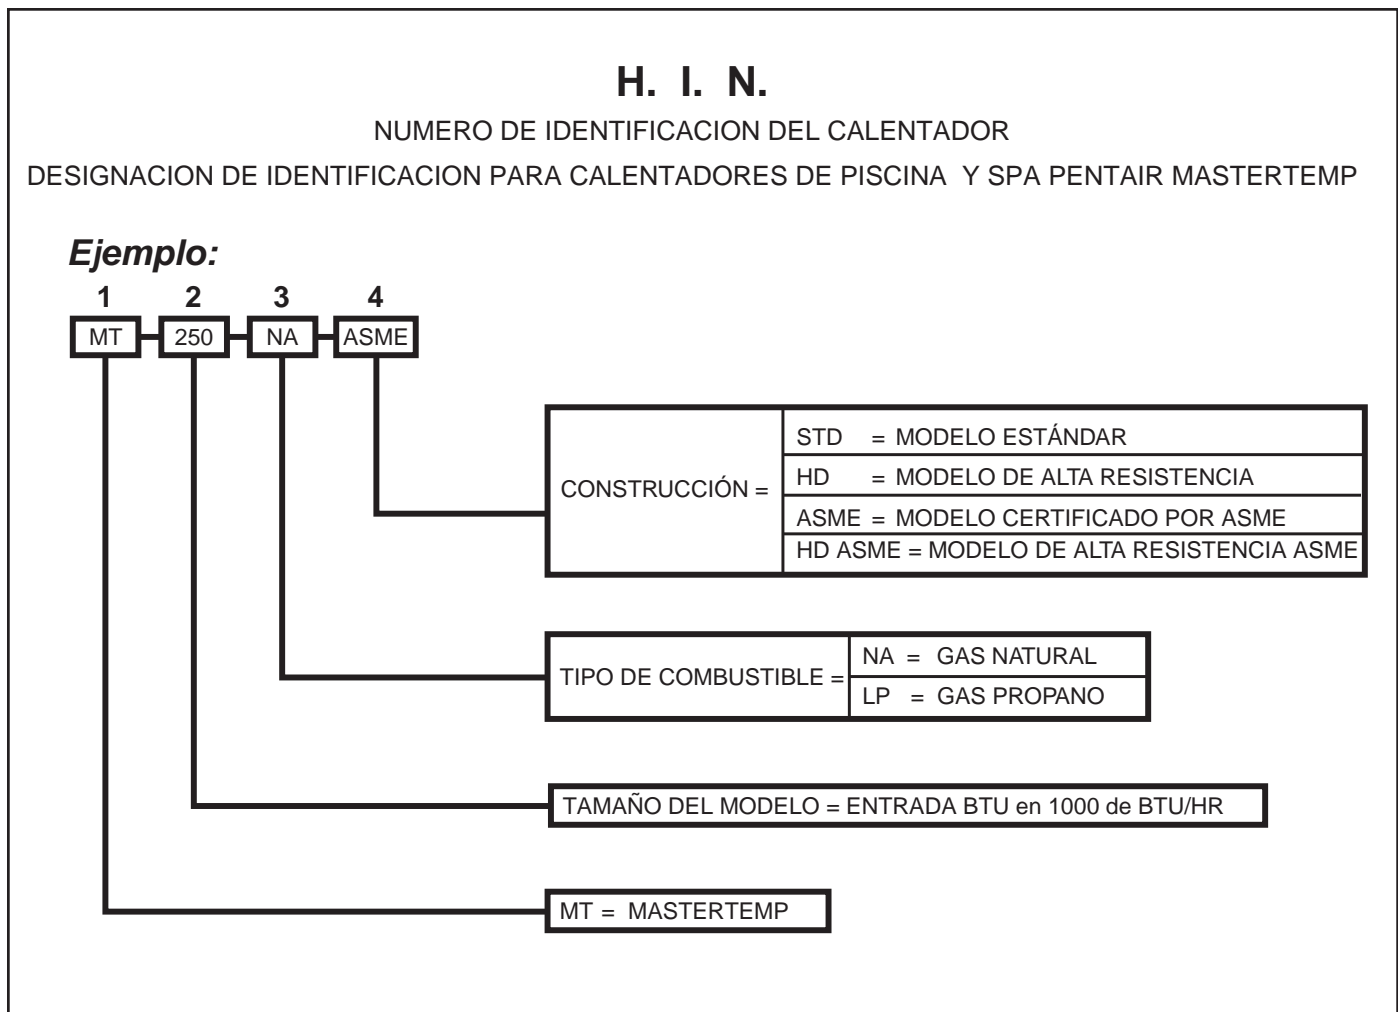 H. I. N.
NUMERO DE IDENTIFICACION DEL CALENTADOR
DESIGNACION DE IDENTIFICACION PARA CALENTADORES DE PISCINA Y SPA PENTAIR MASTERTEMP
Ejemplo:
1 2 3 4
MT 250 NA ASME
CONSTRUCCIÓN =
STD = MODELO ESTÁNDAR
HD = MODELO DE ALTA RESISTENCIA
ASME = MODELO CERTIFICADO POR ASME
HD ASME = MODELO DE ALTA RESISTENCIA ASME
TIPO DE COMBUSTIBLE =
NA = GAS NATURAL
LP = GAS PROPANO
TAMAÑO DEL MODELO = ENTRADA BTU en 1000 de BTU/HR
MT = MASTERTEMP